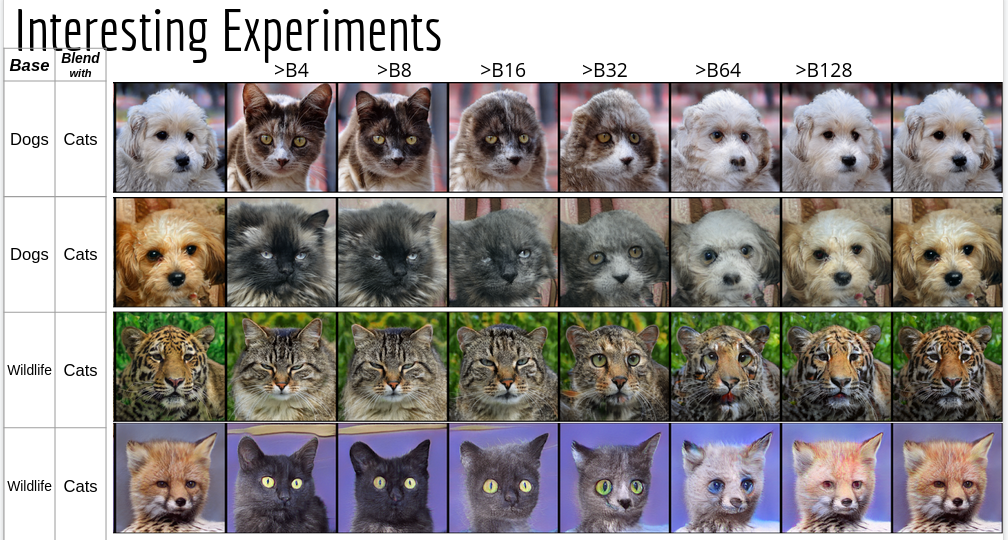 Interesting Experiments
Base Blend with >B4 >B8 >B16 >B32 >B64 >B128
Dogs Cats
Dogs Cats
Wildlife Cats
Wildlife Cats